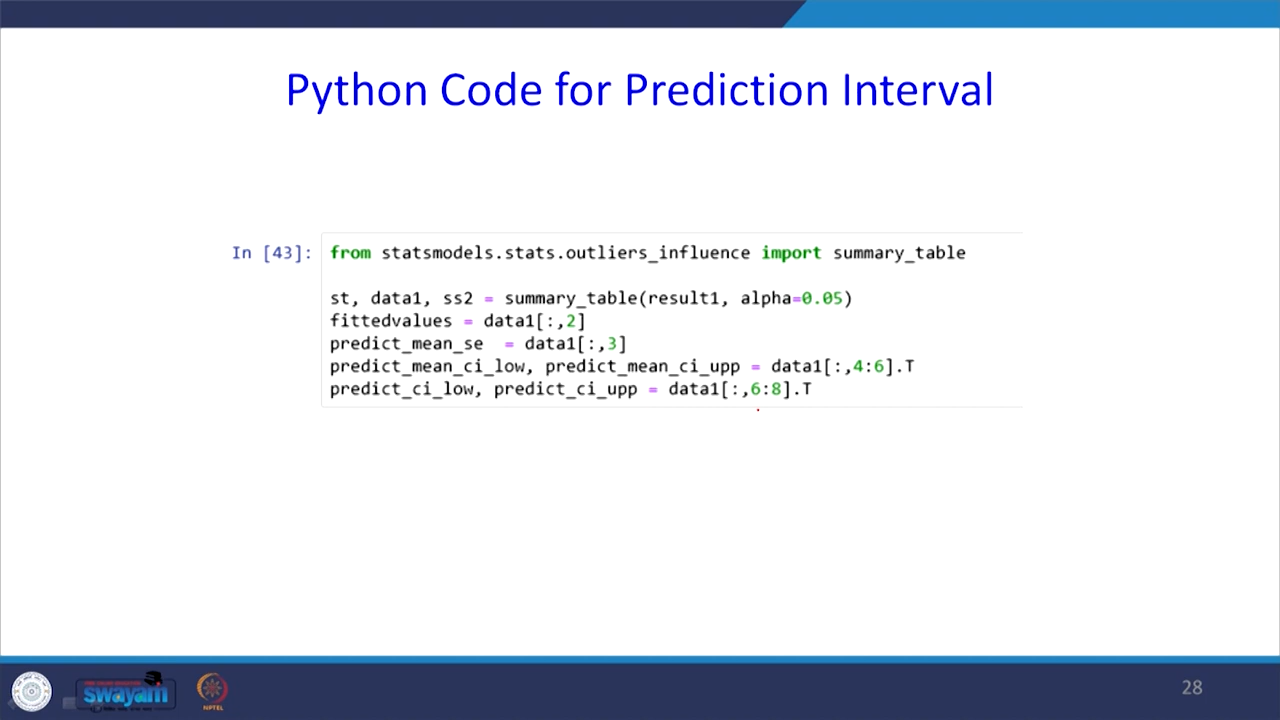 Python Code for Prediction Interval
In [43]: from statsmodels.stats.outliers_influence import summary_table
st, data1, ss2 = summary_table(result1, alpha=0.05)
fittedvalues = data1[:,2]
predict_mean_se  = data1[:,3]
predict_mean_ci_low, predict_mean_ci_upp = data1[:,4:6].T
predict_ci_low, predict_ci_upp = data1[:,6:8].T
swayam
NPTEL
28